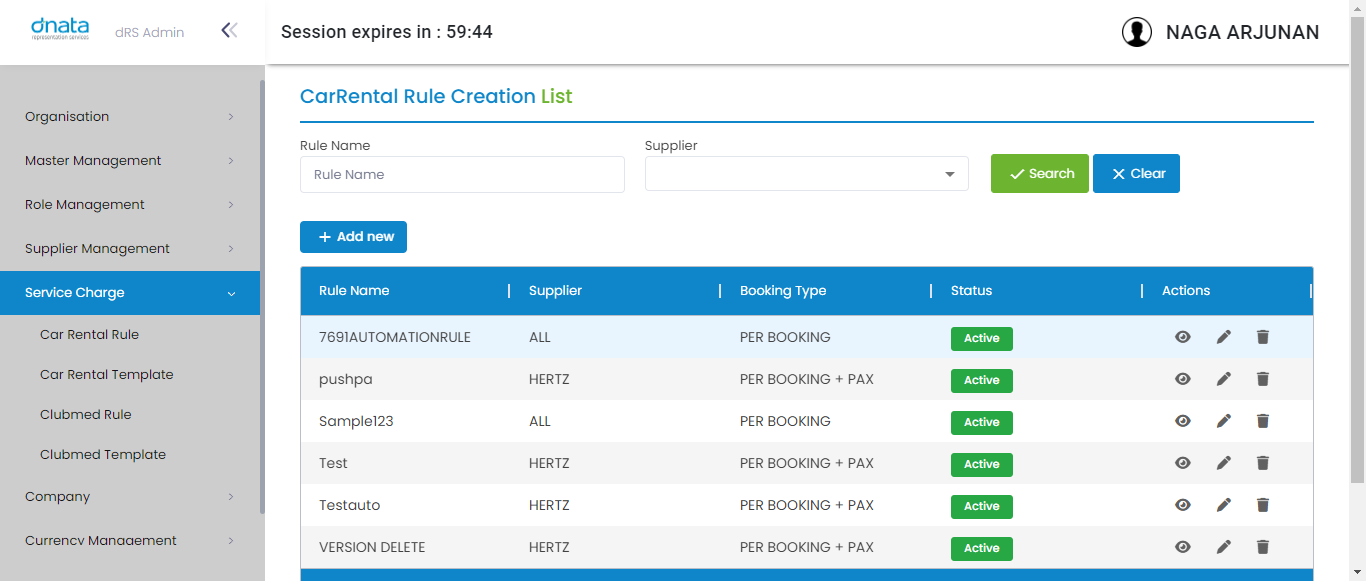 dnata
representation services
dRS Admin
Session expires in : 59:44
NAGA ARJUNAN
Organisation
Master Management
Role Management
Supplier Management
Service Charge
Car Rental Rule
Car Rental Template
Clubmed Rule
Clubmed Template
Company
Currency Management
CarRental Rule Creation List
Rule Name
Supplier
Rule Name
Search
Clear
+ Add new
Rule Name | Supplier | Booking Type | Status | Actions |
7691AUTOMATIONRULE ALL PER BOOKING Active
pushpa HERTZ PER BOOKING + PAX Active
Sample123 ALL PER BOOKING Active
Test HERTZ PER BOOKING + PAX Active
Testauto HERTZ PER BOOKING + PAX Active
VERSION DELETE HERTZ PER BOOKING + PAX Active